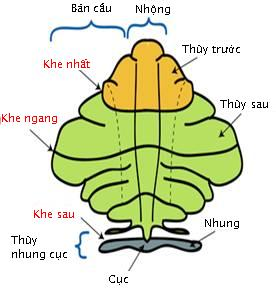 Bán cầu
Nhộng
Thùy trước
Khe nhất
Thùy sau
Khe ngang
Khe sau
Nhung
Thùy
nhung cục
Cục